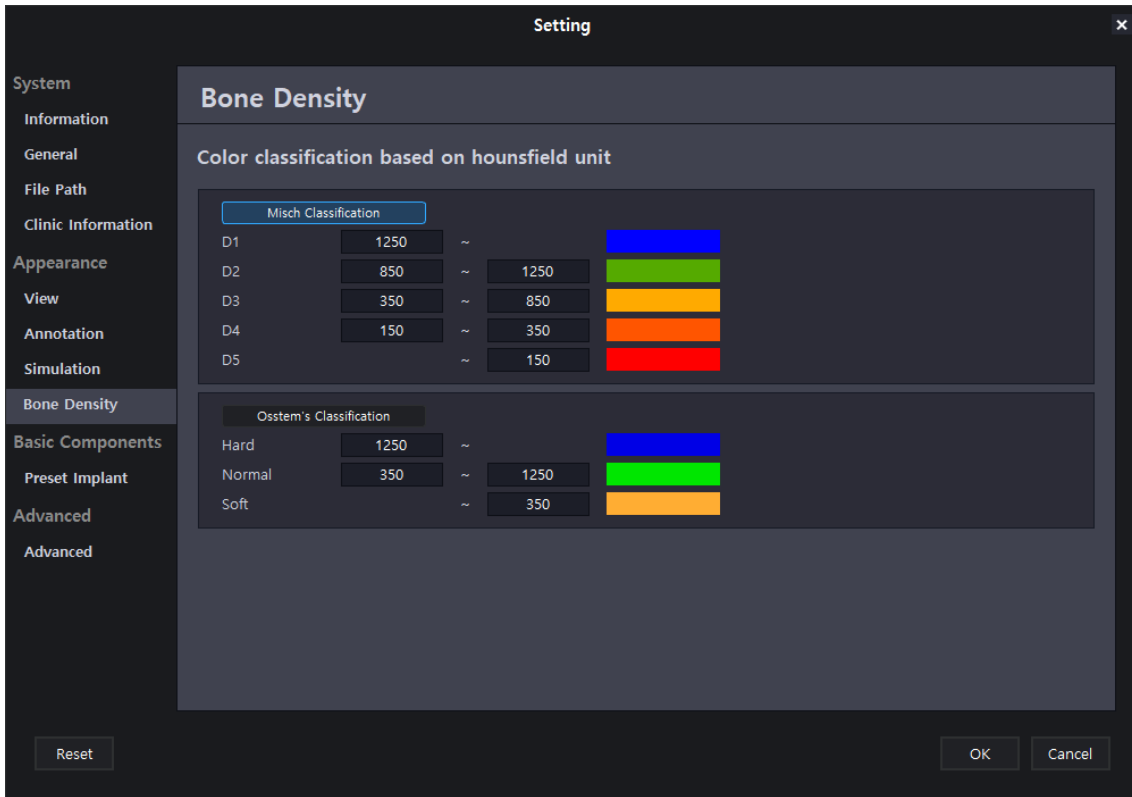 Setting
System
Information
General
File Path
Clinic Information
Appearance
View
Annotation
Simulation
Bone Density
Basic Components
Preset Implant
Advanced
Advanced
Bone Density
Color classification based on hounsfield unit
Misch Classification
D1 1250 ~
D2 850 ~ 1250
D3 350 ~ 850
D4 150 ~ 350
D5 ~ 150
Osstem's Classification
Hard 1250 ~
Normal 350 ~ 1250
Soft ~ 350
Reset
OK
Cancel